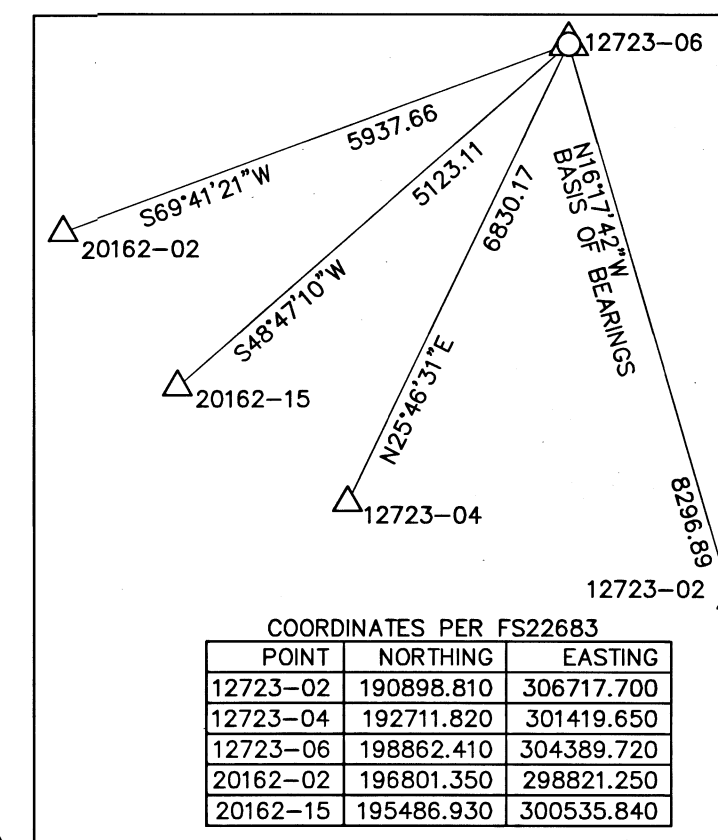 12723-06
5937.66
S69°41'21"W
20162-02
5123.11
S48°47'10"W
20162-15
6830.17
N25°46'31"E
12723-04
N16°17'42"W
BASIS OF BEARINGS
8296.89
12723-02
COORDINATES PER FS22683
POINT NORTHING EASTING
12723-02 190898.810 306717.700
12723-04 192711.820 301419.650
12723-06 198862.410 304389.720
20162-02 196801.350 298821.250
20162-15 195486.930 300535.840